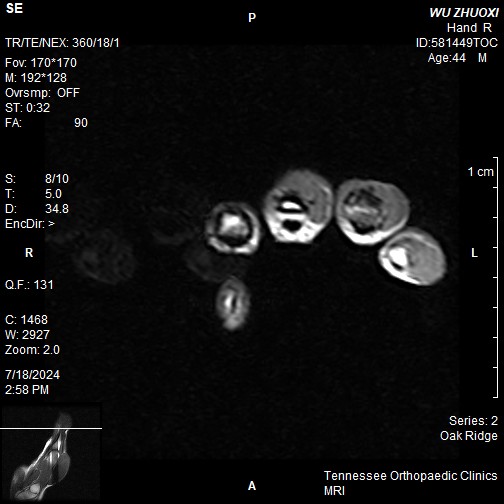 SE
P
WU ZHUOXI
Hand R
TR/TE/NEX: 360/18/1
ID:581449TOC
Fov: 170*170
Age:44 M
M: 192*128
Ovrsmp: OFF
ST: 0:32
FA: 90
1 cm
S: 8/10
T: 5.0
D: 34.8
EncDir: >
R
L
Q.F.: 131
C: 1468
W: 2927
Zoom: 2.0
7/18/2024
2:58 PM
Series: 2
Oak Ridge
Tennessee Orthopaedic Clinics
A
MRI